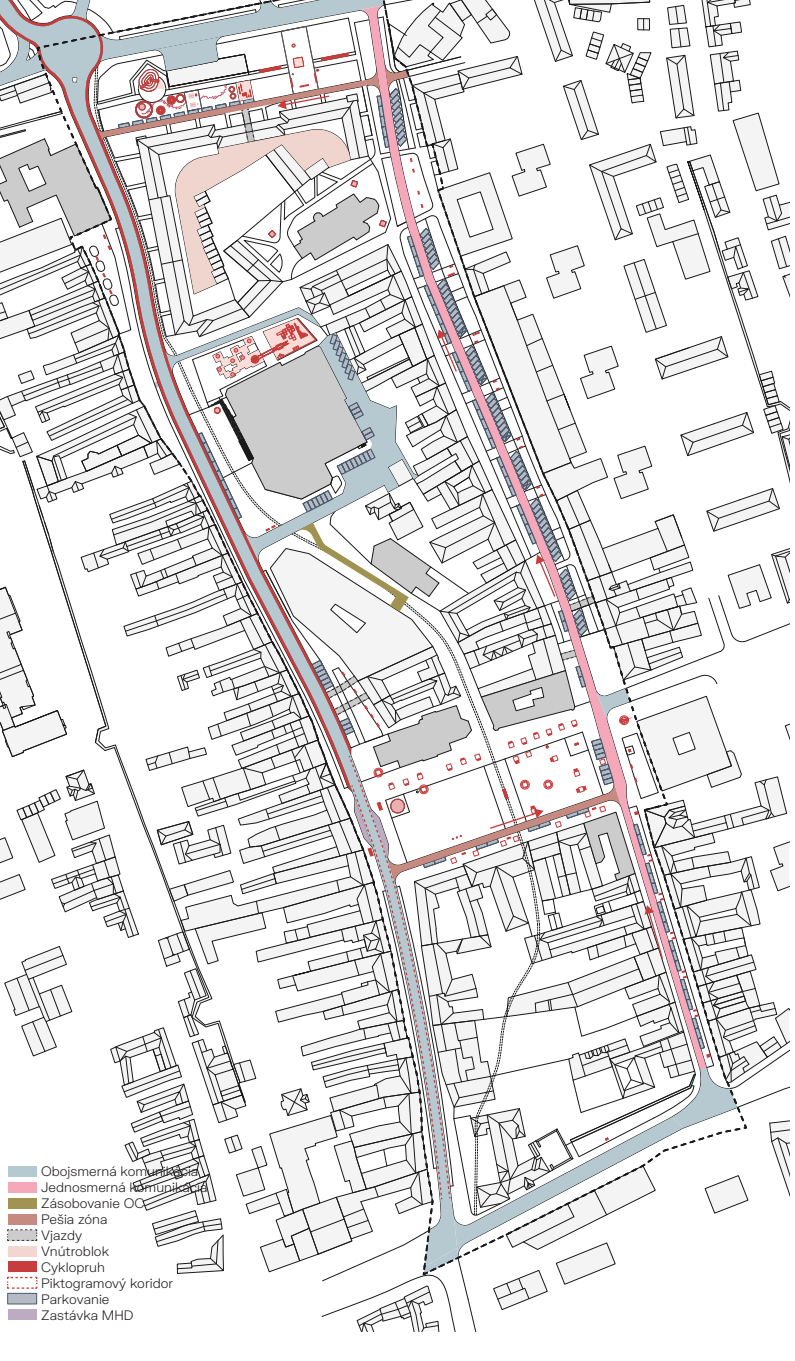 Obojsmerná komunikácia
Jednosmerná komunikácia
Zásobovanie OC
Pešia zóna
Vjazdy
Vnútroblok
Cyklopruh
Piktogramový koridor
Parkovanie
Zastávka MHD